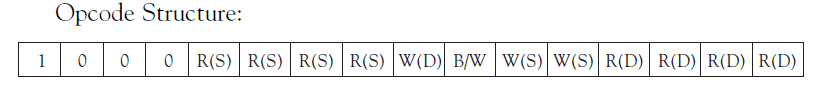 Opcode Structure:
1 0 0 0 R(S) R(S) R(S) R(S) W(D) B/W W(S) W(S) R(D) R(D) R(D) R(D)